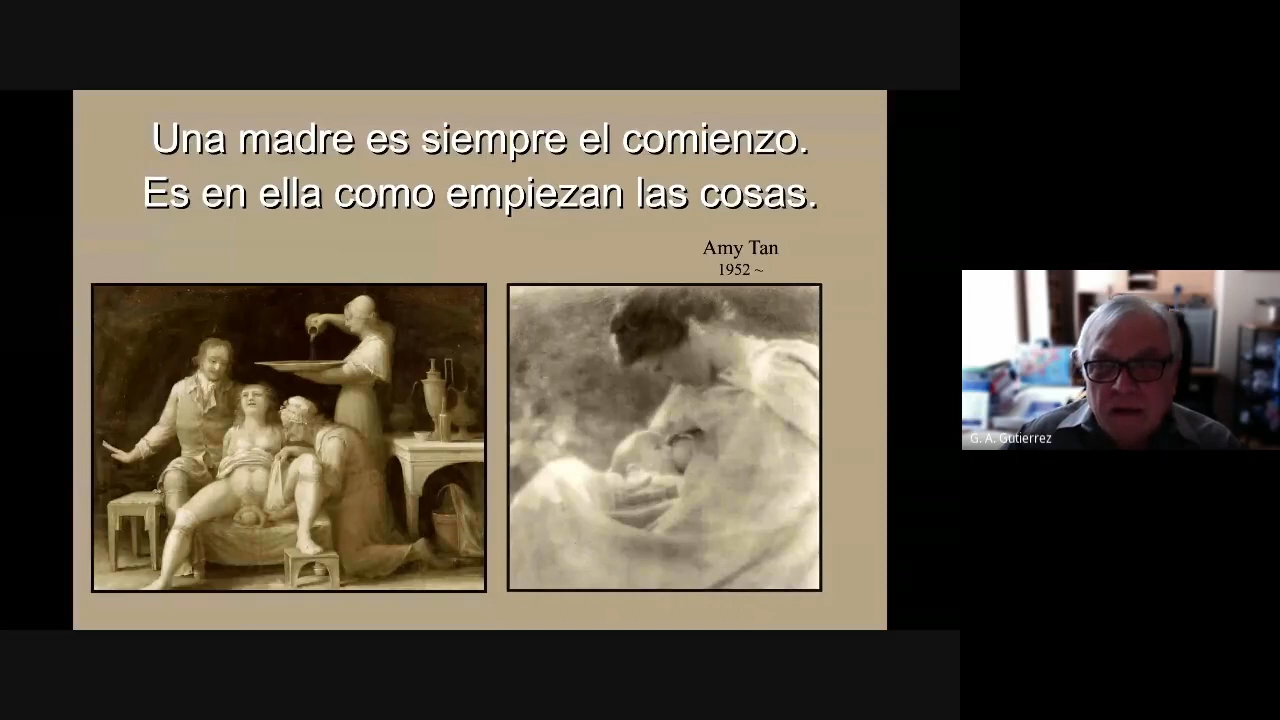 Una madre es siempre el comienzo.
Es en ella como empiezan las cosas.
Amy Tan
1952 ~
G. A. Gutierrez